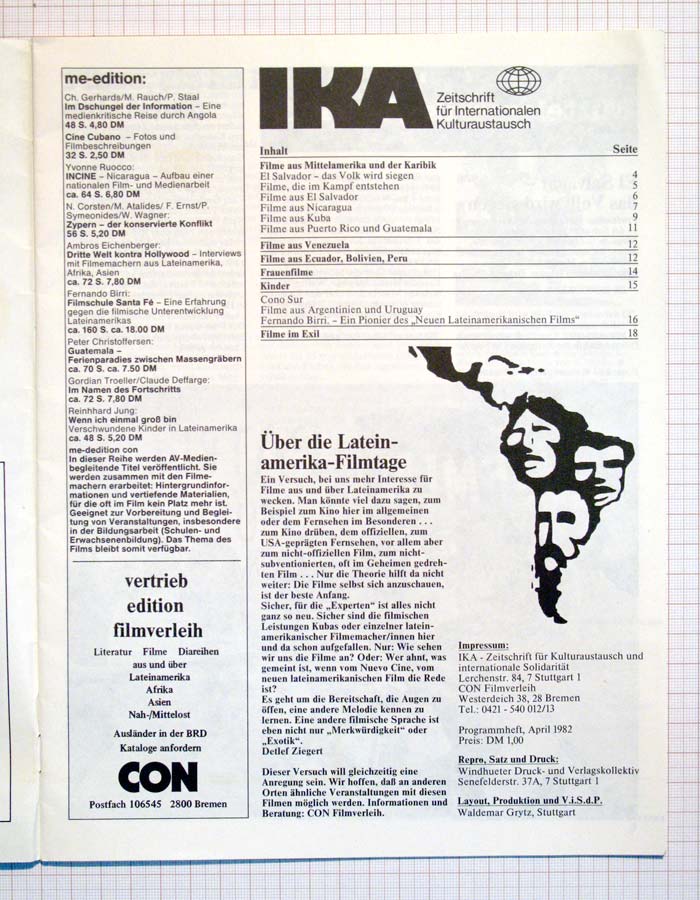 me-edition:
Ch. Gerhards/M. Rauch/P. Staal
Im Dschungel der Information – Eine
medienkritische Reise durch Angola
48 S. 4,80 DM
Cine Cubano – Fotos und
Filmbeschreibungen
32 S. 2,50 DM
Yvonne Ruocco:
INCINE – Nicaragua – Aufbau einer
nationalen Film- und Medienarbeit
ca. 64 S. 6,80 DM
N. Corsten/M. Atalides/ F. Ernst/P.
Symeonides/W. Wagner:
Zypern – der konservierte Konflikt
56 S. 5,20 DM
Ambros Eichenberger:
Dritte Welt kontra Hollywood – Interviews
mit Filmemachern aus Lateinamerika,
Afrika, Asien
ca. 72 S. 7,80 DM
Fernando Birri:
Filmschule Santa Fé – Eine Erfahrung
gegen die filmische Unterentwicklung
Lateinamerikas
ca. 160 S. ca. 18.00 DM
Peter Christoffersen:
Guatemala –
Ferienparadies zwischen Massengräbern
ca. 70 S. ca. 7.50 DM
Gordian Troeller/Claude Deffarge:
Im Namen des Fortschritts
ca. 72 S. 7,80 DM
Reinhhard Jung:
Wenn ich einmal groß bin
Verschwundene Kinder in Lateinamerika
ca. 48 S. 5,20 DM
me-dedition con
In dieser Reihe werden AV-Medien-
begleitende Titel veröffentlicht. Sie
werden zusammen mit den Filme-
machern erarbeitet: Hintergrundinfor-
mationen und vertiefende Materialien,
für die oft im Film kein Platz mehr ist.
Geeignet zur Vorbereitung und Beglei-
tung von Veranstaltungen, insbesondere
in der Bildungsarbeit (Schulen- und
Erwachsenenbildung). Das Thema des
Films bleibt somit verfügbar.
vertrieb
edition
filmverleih
Literatur Filme Diareihen
aus und über
Lateinamerika
Afrika
Asien
Nah-/Mittelost
Ausländer in der BRD
Kataloge anfordern
CON
Postfach 106545 2800 Bremen
IKA
Zeitschrift
für Internationalen
Kulturaustausch
Inhalt Seite
Filme aus Mittelamerika und der Karibik
El Salvador – das Volk wird siegen 4
Filme, die im Kampf entstehen 5
Filme aus El Salvador 6
Filme aus Nicaragua 7
Filme aus Kuba 9
Filme aus Puerto Rico und Guatemala 11
Filme aus Venezuela 12
Filme aus Ecuador, Bolivien, Peru 12
Frauenfilme 14
Kinder 15
Cono Sur
Filme aus Argentinien und Uruguay
Fernando Birri. – Ein Pionier des „Neuen Lateinamerikanischen Films“ 16
Filme im Exil 18
Über die Latein-
amerika-Filmtage
Ein Versuch, bei uns mehr Interesse für
Filme aus und über Lateinamerika zu
wecken. Man könnte viel dazu sagen, zum
Beispiel zum Kino hier im allgemeinen
oder dem Fernsehen im Besonderen . . .
zum Kino drüben, dem offiziellen, zum
USA-geprägten Fernsehen, vor allem aber
zum nicht-offiziellen Film, zum nicht-
subventionierten, oft im Geheimen gedreh-
ten Film . . . Nur die Theorie hilft da nicht
weiter: Die Filme selbst sich anzuschauen,
ist der beste Anfang.
Sicher, für die „Experten“ ist alles nicht
ganz so neu. Sicher sind die filmischen
Leistungen Kubas oder einzelner latein-
amerikanischer Filmemacher/innen hier
und da schon aufgefallen. Nur: Wie sehen
wir uns die Filme an? Oder: Wer ahnt, was
gemeint ist, wenn vom Nuevo Cine, vom
neuen lateinamerikanischen Film die Rede
ist?
Es geht um die Bereitschaft, die Augen zu
öffen, eine andere Melodie kennen zu
lernen. Eine andere filmische Sprache ist
eben nicht nur „Merkwürdigkeit“ oder
„Exotik“.
Detlef Ziegert
Dieser Versuch will gleichzeitig eine
Anregung sein. Wir hoffen, daß an anderen
Orten ähnliche Veranstaltungen mit diesen
Filmen möglich werden. Informationen und
Beratung: CON Filmverleih.
Impressum:
IKA - Zeitschrift für Kulturaustausch und
internationale Solidarität
Lerchenstr. 84, 7 Stuttgart 1
CON Filmverleih
Westerdeich 38, 28 Bremen
Tel.: 0421 - 540 012/13
Programmheft, April 1982
Preis: DM 1,00
Repro, Satz und Druck:
Windhueter Druck- und Verlagskollektiv
Senefelderstr. 37A, 7 Stuttgart 1
Layout, Produktion und V.i.S.d.P.
Waldemar Grytz, Stuttgart